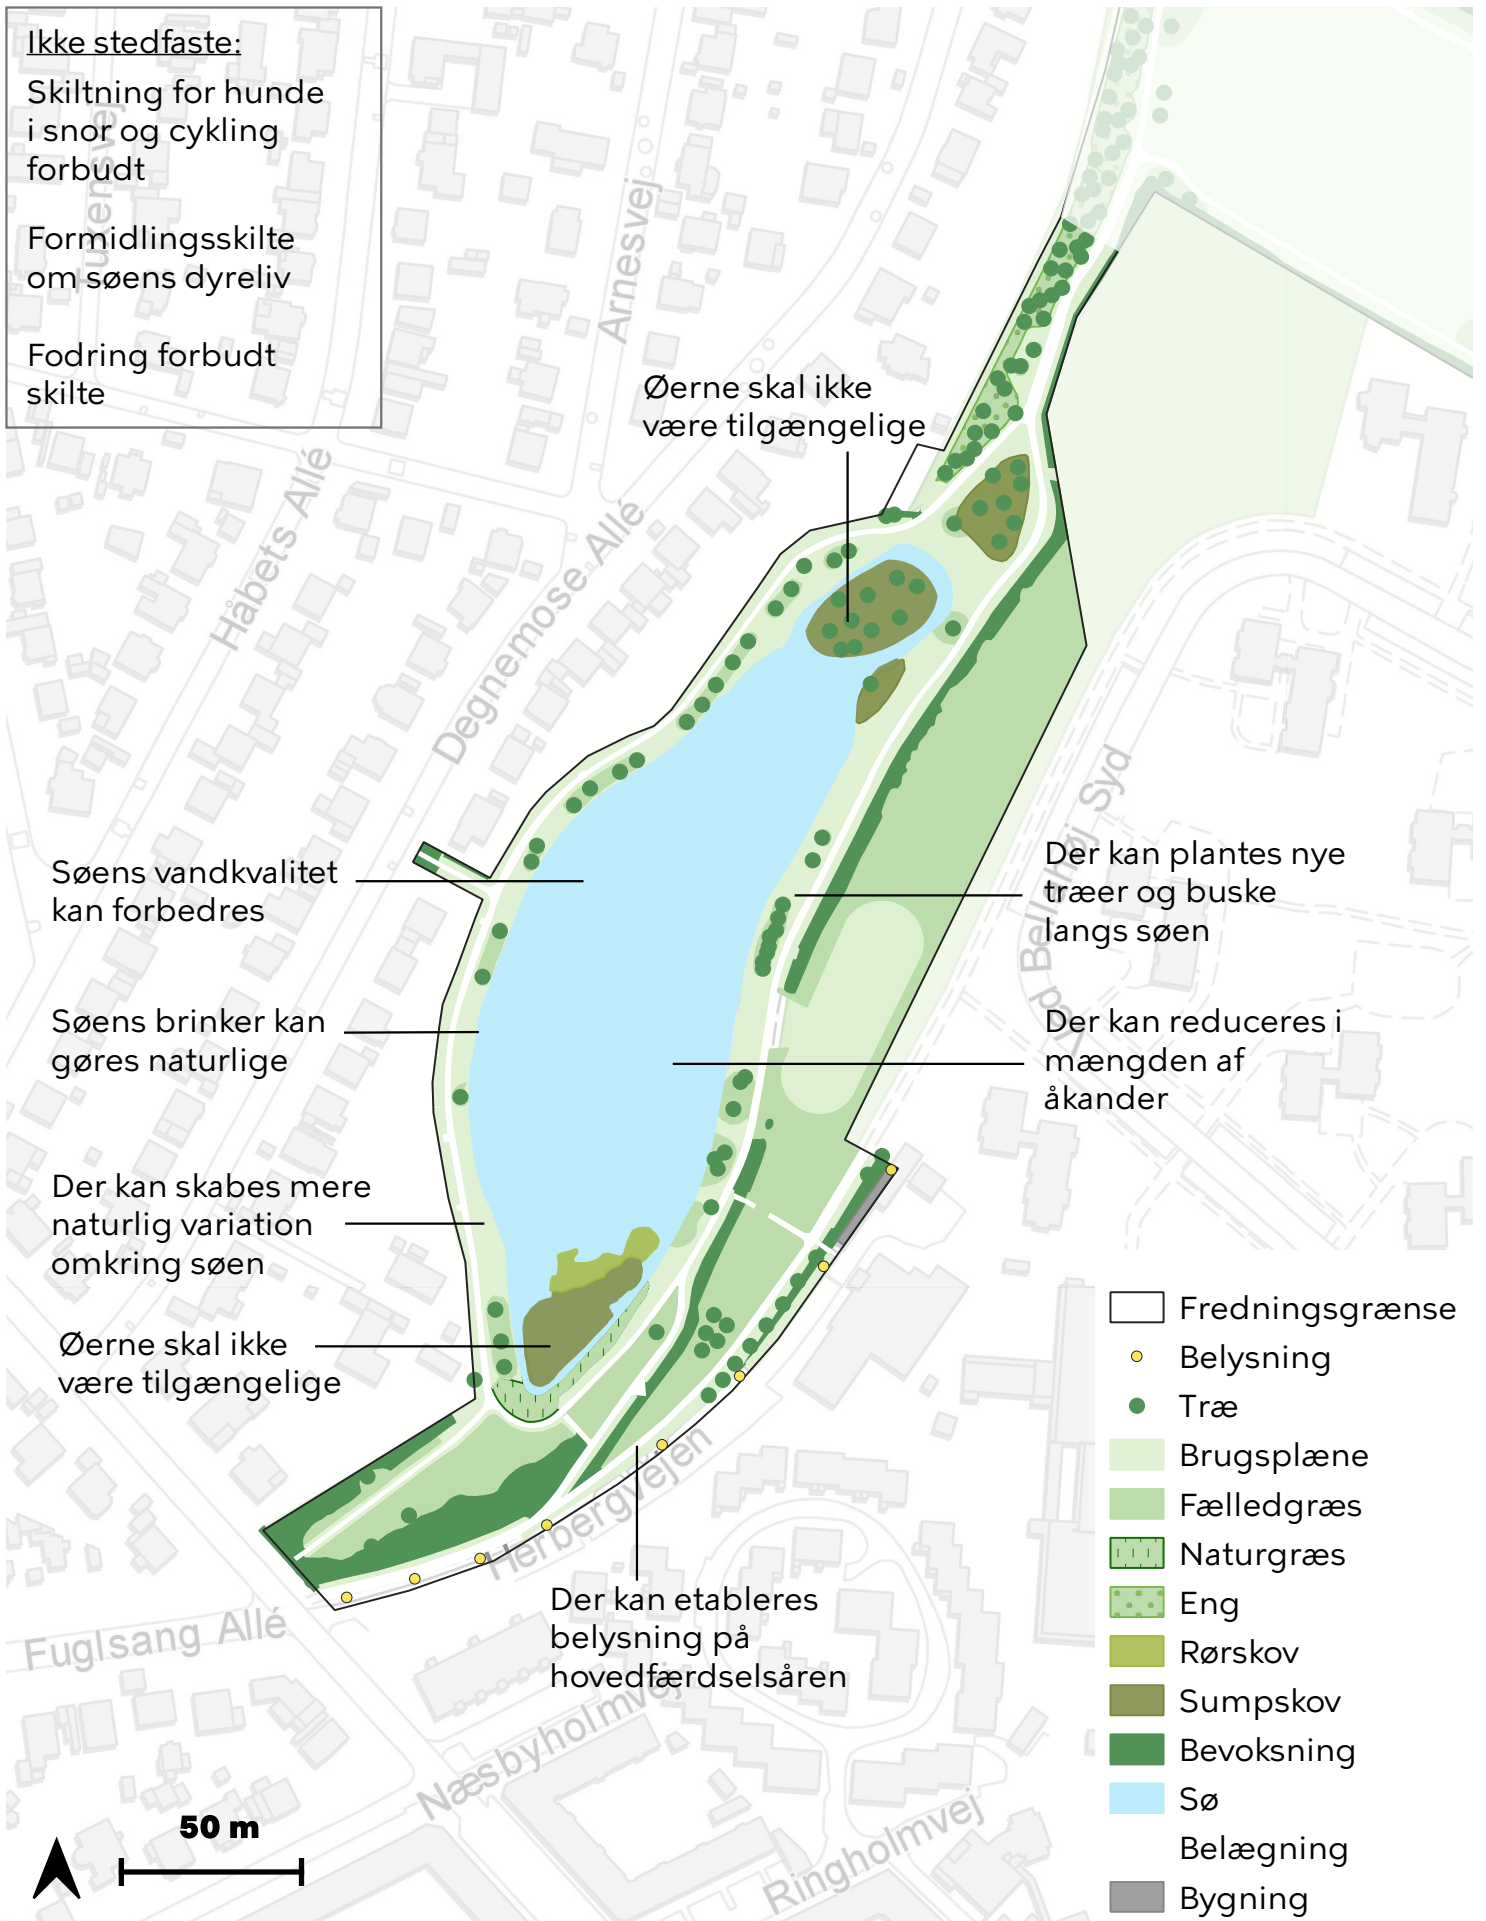 Ikke stedfaste:
Skiltning for hunde
i snor og cykling
forbudt
Formidlingsskilte
om søens dyreliv
Fodring forbudt
skilte
Arnesvej
Øerne skal ikke
være tilgængelige
Håbets Allé
Degnemose Allé
Bellahøj Syd
Søens vandkvalitet
kan forbedres
Der kan plantes nye
træer og buske
langs søen
Søens brinker kan
gøres naturlige
Der kan reduceres i
mængden af
åkander
Der kan skabes mere
naturlig variation
omkring søen
Øerne skal ikke
være tilgængelige
Herbergvejen
Der kan etableres
belysning på
hovedfærdselsåren
Fuglsang Allé
Næsbyholmvej
Ringholmvej
50 m
Fredningsgrænse
Belysning
Træ
Brugsplæne
Fælledgræs
Naturgræs
Eng
Rørskov
Sumpskov
Bevoksning
Sø
Belægning
Bygning